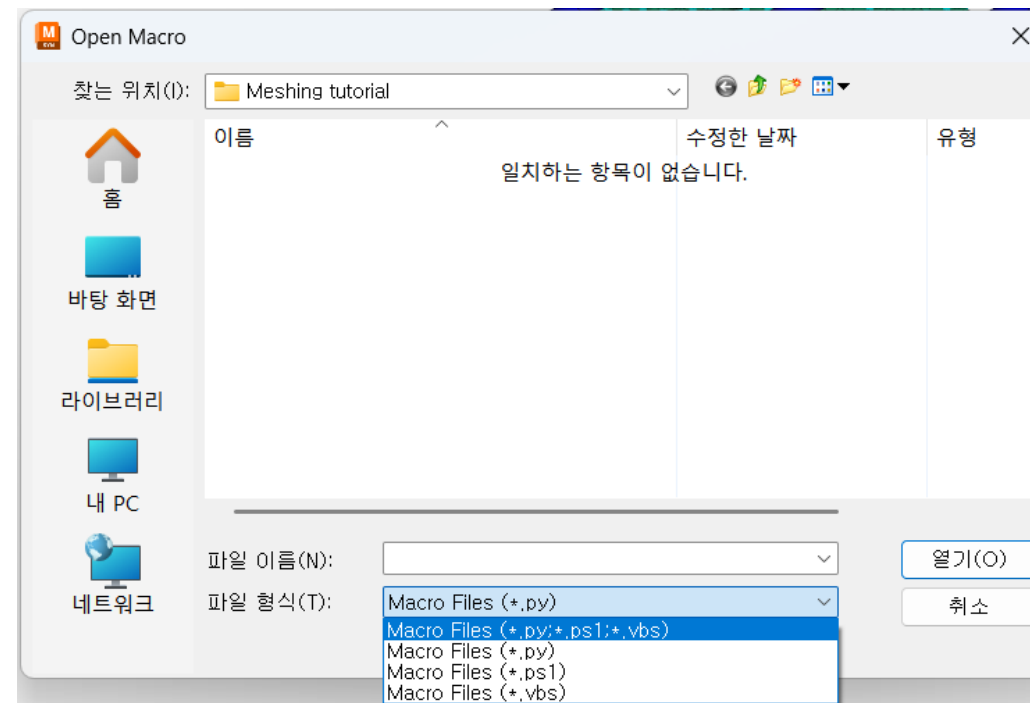 M
SYN
Open Macro
찾는 위치(I):
Meshing tutorial
이름
수정한 날짜
유형
일치하는 항목이 없습니다.
홈
바탕 화면
라이브러리
내 PC
네트워크
파일 이름(N):
열기(O)
파일 형식(T):
Macro Files (*.py)
취소
Macro Files (*.py;*.ps1;*.vbs)
Macro Files (*.py)
Macro Files (*.ps1)
Macro Files (*.vbs)